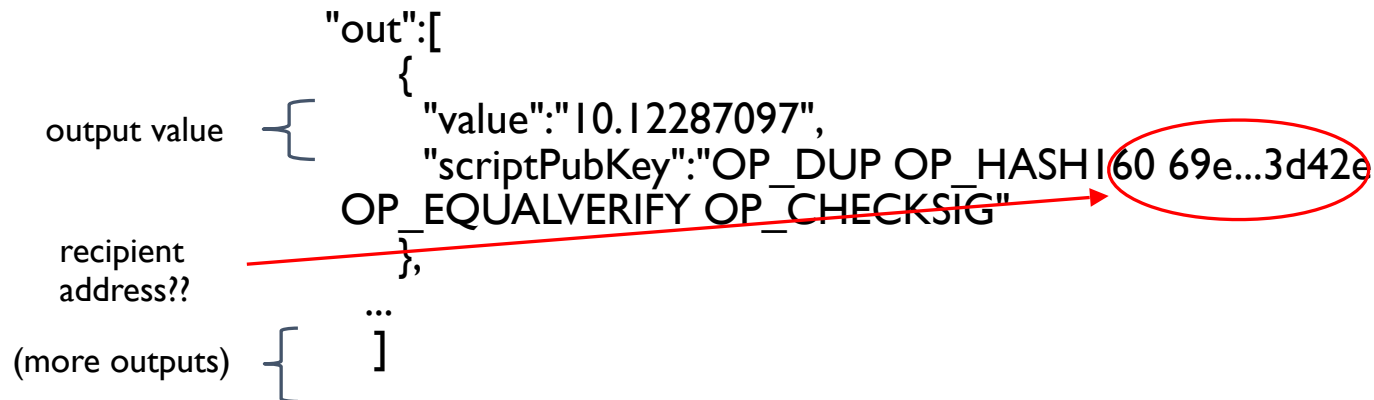 "out":[
{
output value
"value":"10.12287097",
"scriptPubKey":"OP_DUP OP_HASH160 69e...3d42e
OP_EQUALVERIFY OP_CHECKSIG"
recipient
address??
},
...
(more outputs)
]